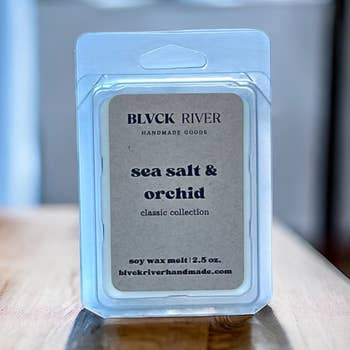 BLVCK RIVER
HANDMADE GOODS
sea salt &
orchid
classic collection
soy wax melt | 2.5 oz.
blvckriverhandmade.com